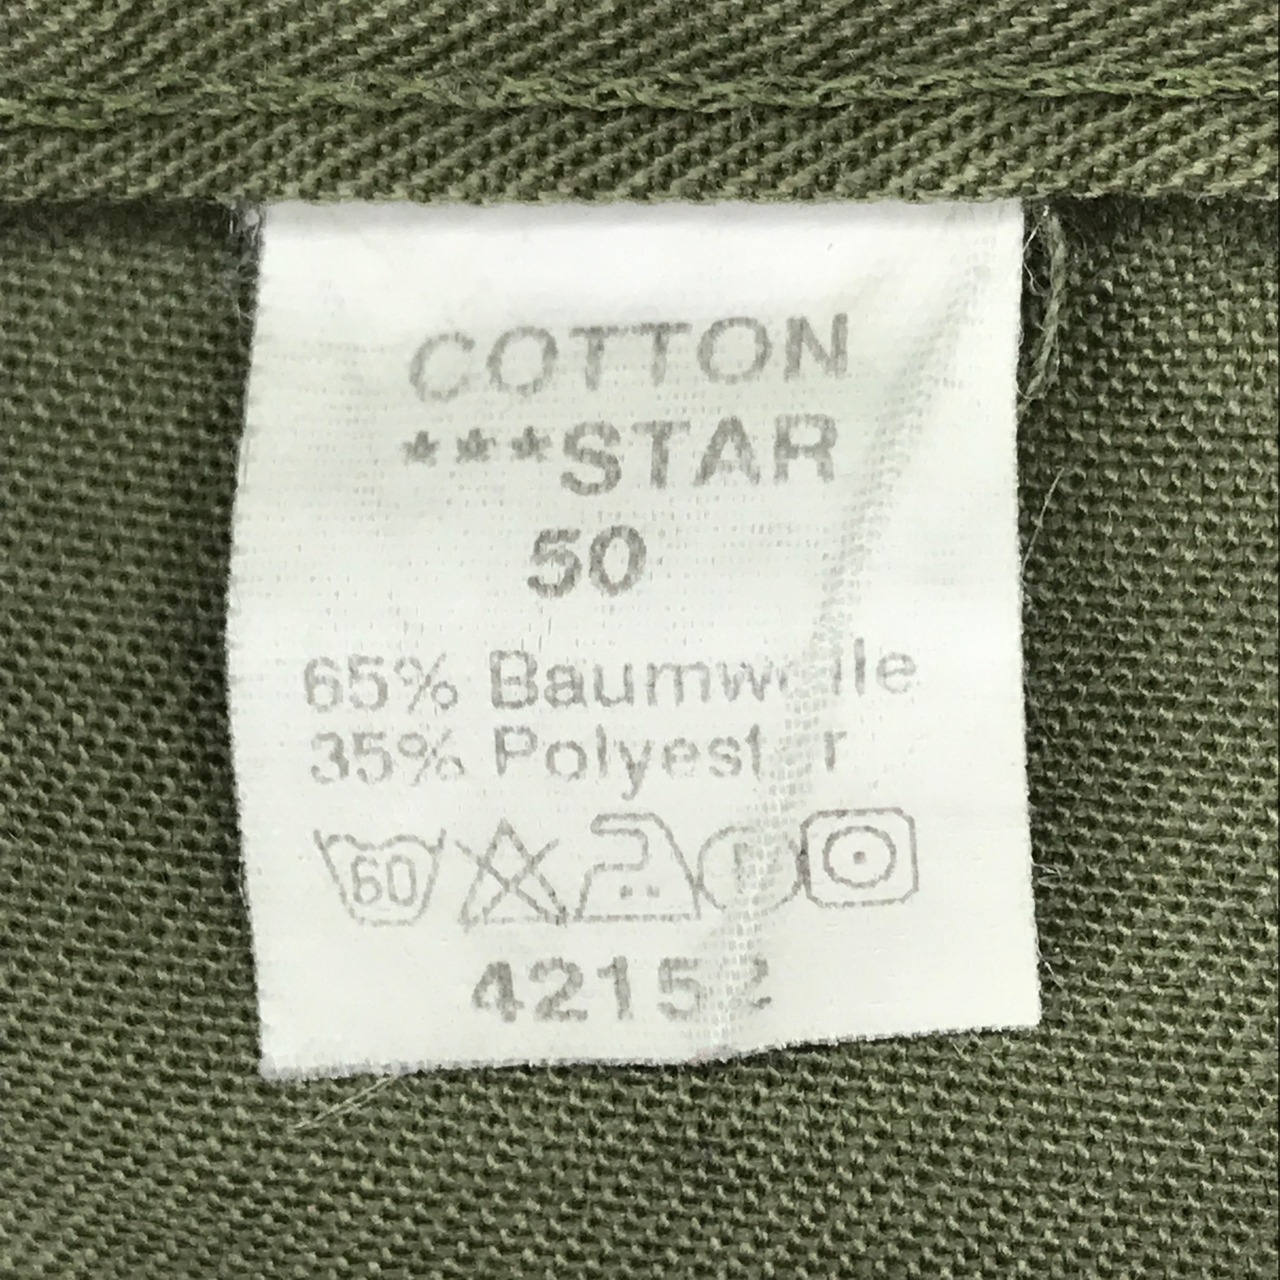 COTTON
***STAR
50
65% Baumwolle
35% Polyester
60
42152